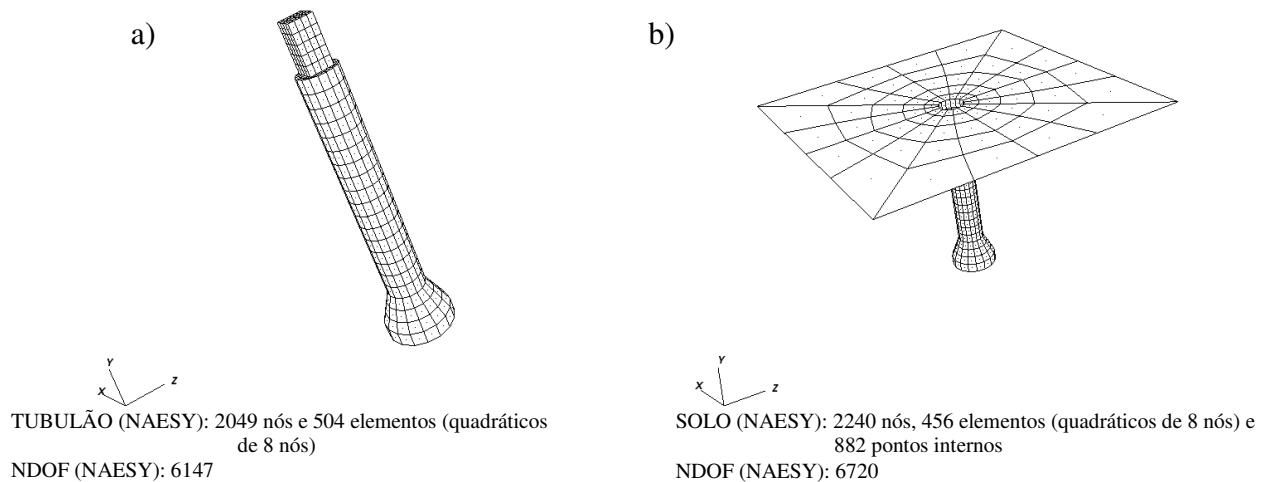 a)
Y
X
Z
TUBULÃO (NAESY): 2049 nós e 504 elementos (quadráticos
de 8 nós)
NDOF (NAESY): 6147
b)
Y
X
Z
SOLO (NAESY): 2240 nós, 456 elementos (quadráticos de 8 nós) e
882 pontos internos
NDOF (NAESY): 6720